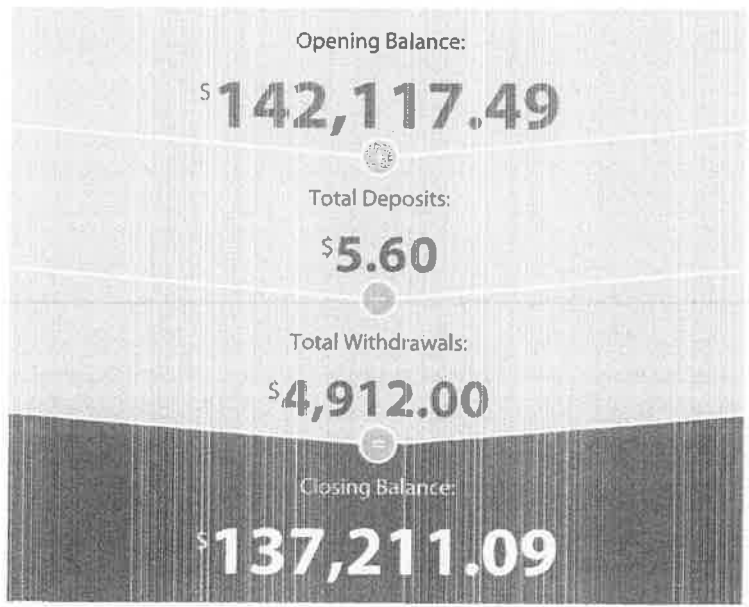 Opening Balance:
$142,117.49
Total Deposits:
$5.60
Total Withdrawals:
$4,912.00
=
Closing Balance:
$137,211.09